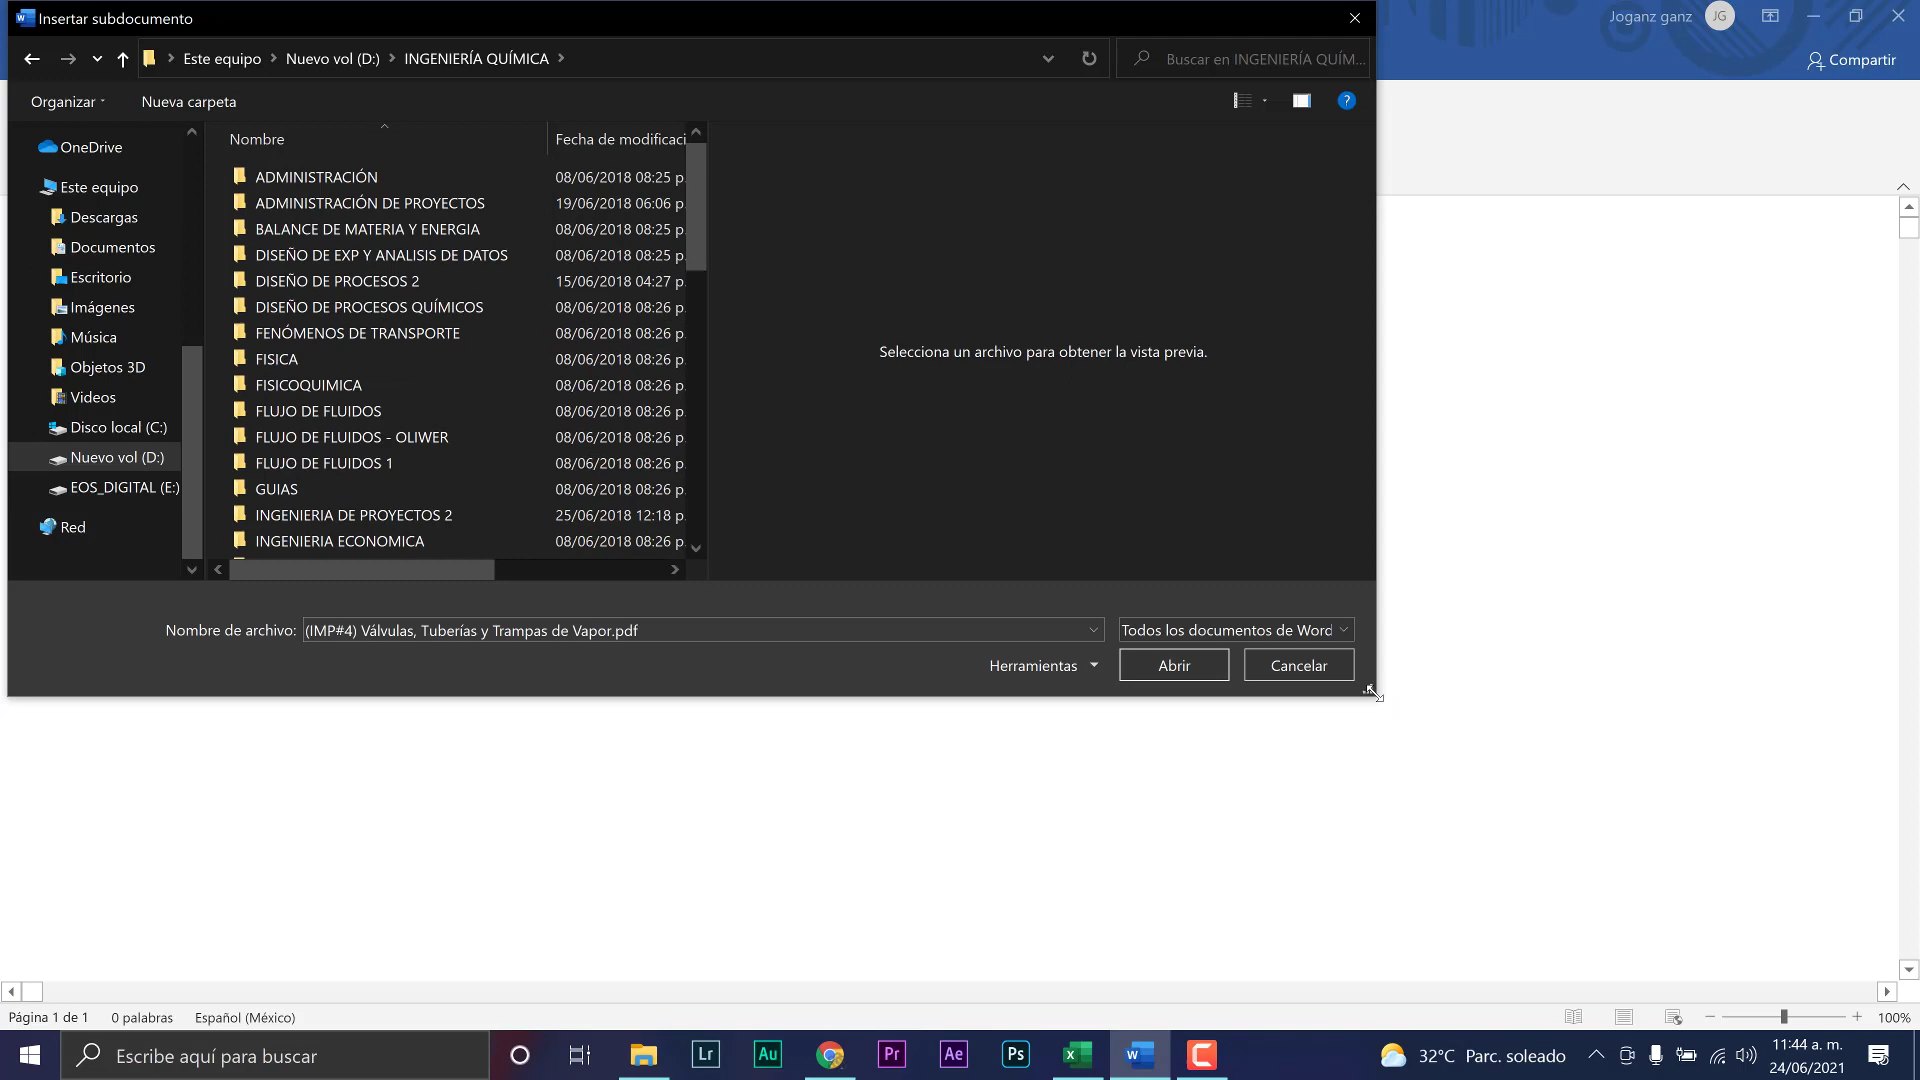 Insertar subdocumento
Joganz ganz JG
Este equipo Nuevo vol (D:) INGENIERÍA QUÍMICA
Buscar en INGENIERÍA QUÍM...
Compartir
Organizar Nueva carpeta ?
OneDrive
Este equipo
Descargas
Documentos
Escritorio
Imágenes
Música
Objetos 3D
Videos
Disco local (C:)
Nuevo vol (D:)
EOS_DIGITAL (E:)
Red
Nombre Fecha de modificaci
ADMINISTRACIÓN 08/06/2018 08:25 p.
ADMINISTRACIÓN DE PROYECTOS 19/06/2018 06:06 p.
BALANCE DE MATERIA Y ENERGIA 08/06/2018 08:25 p.
DISEÑO DE EXP Y ANALISIS DE DATOS 08/06/2018 08:25 p.
DISEÑO DE PROCESOS 2 15/06/2018 04:27 p.
DISEÑO DE PROCESOS QUÍMICOS 08/06/2018 08:26 p.
FENÓMENOS DE TRANSPORTE 08/06/2018 08:26 p.
FISICA 08/06/2018 08:26 p.
FISICOQUIMICA 08/06/2018 08:26 p.
FLUJO DE FLUIDOS 08/06/2018 08:26 p.
FLUJO DE FLUIDOS - OLIWER 08/06/2018 08:26 p.
FLUJO DE FLUIDOS 1 08/06/2018 08:26 p.
GUIAS 08/06/2018 08:26 p.
INGENIERIA DE PROYECTOS 2 25/06/2018 12:18 p.
INGENIERIA ECONOMICA 08/06/2018 08:26 p.
Selecciona un archivo para obtener la vista previa.
Nombre de archivo: (IMP#4) Válvulas, Tuberías y Trampas de Vapor.pdf
Todos los documentos de Word
Herramientas Abrir Cancelar
Página 1 de 1 0 palabras Español (México) 100%
Escribe aquí para buscar
Lr Au Pr Ae Ps X W C
32°C Parc. soleado
11:44 a. m.
24/06/2021